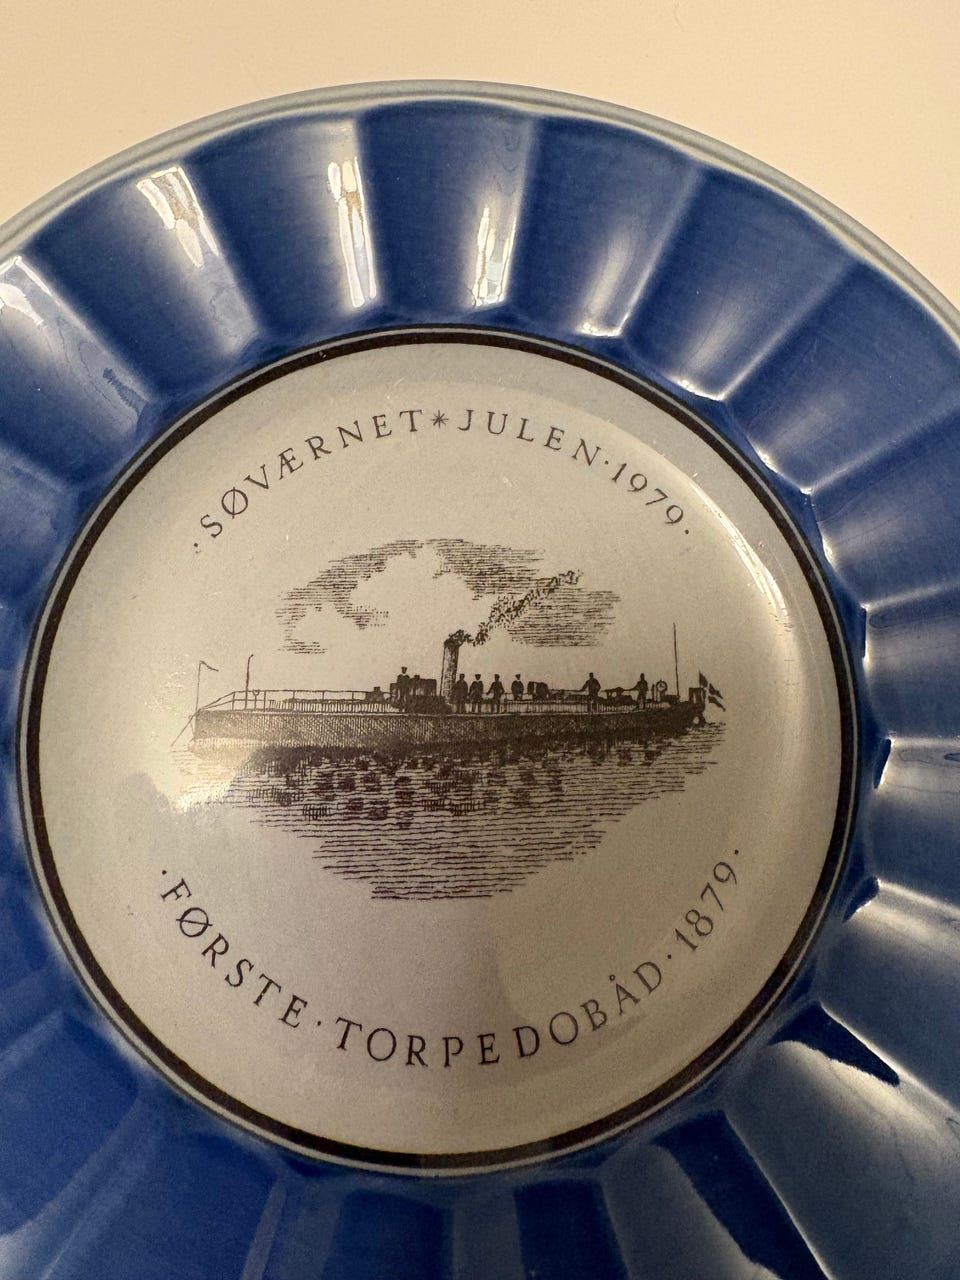 ·SØVÆRNET*JULEN·1979·
·FØRSTE·TORPEDOBÅD·1879·